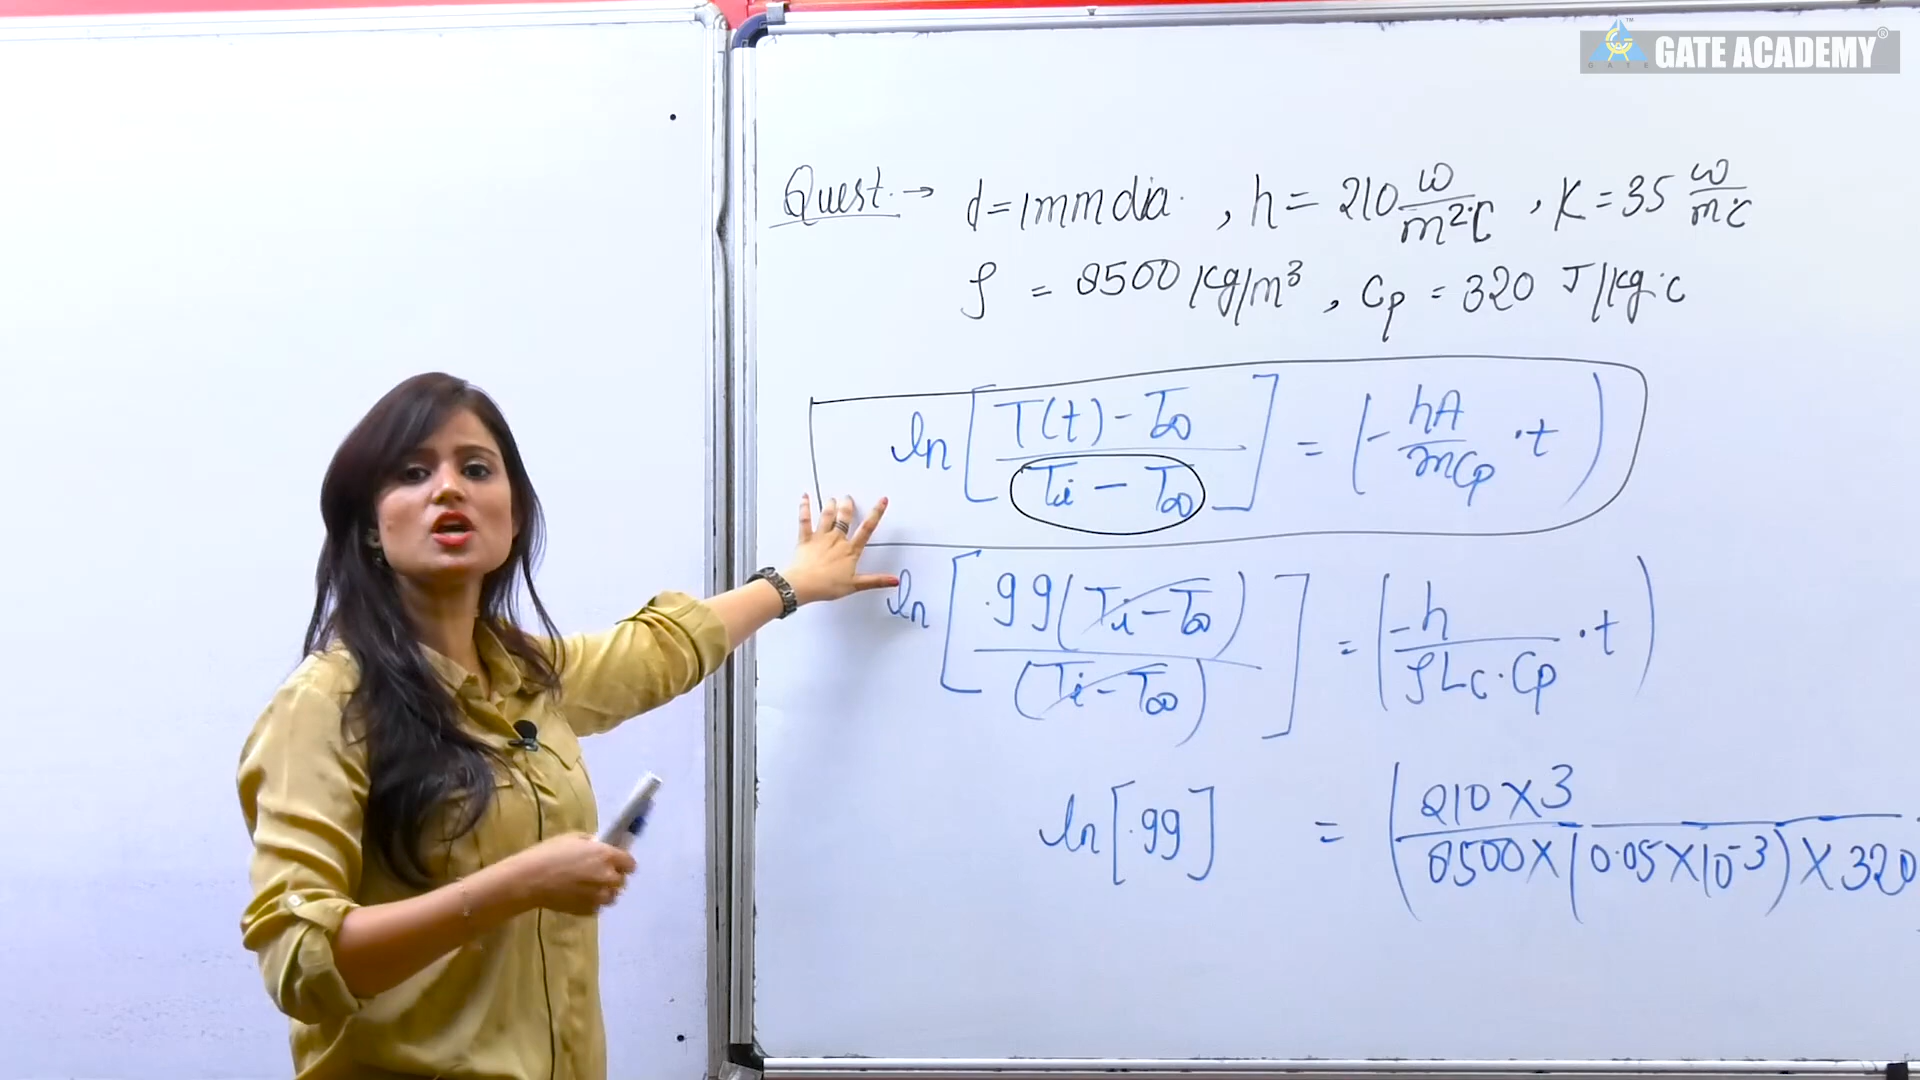 GATE ACADEMY®
GATE
Quest. → d = 1mm dia. , h = 210 W/m²°C , K = 35 W/m°C
ρ = 8500 Kg/m³ , Cp = 320 J/kg°C
ln [ T(t) - T∞ / Ti - T∞ ] = ( - hA/mCp · t )
ln [ .99 (Ti - T∞) / (Ti - T∞) ] = ( -h / ρLc · Cp · t )
ln [.99] = ( 210 X 3 / 8500 X (0.05 X 10-3) X 320